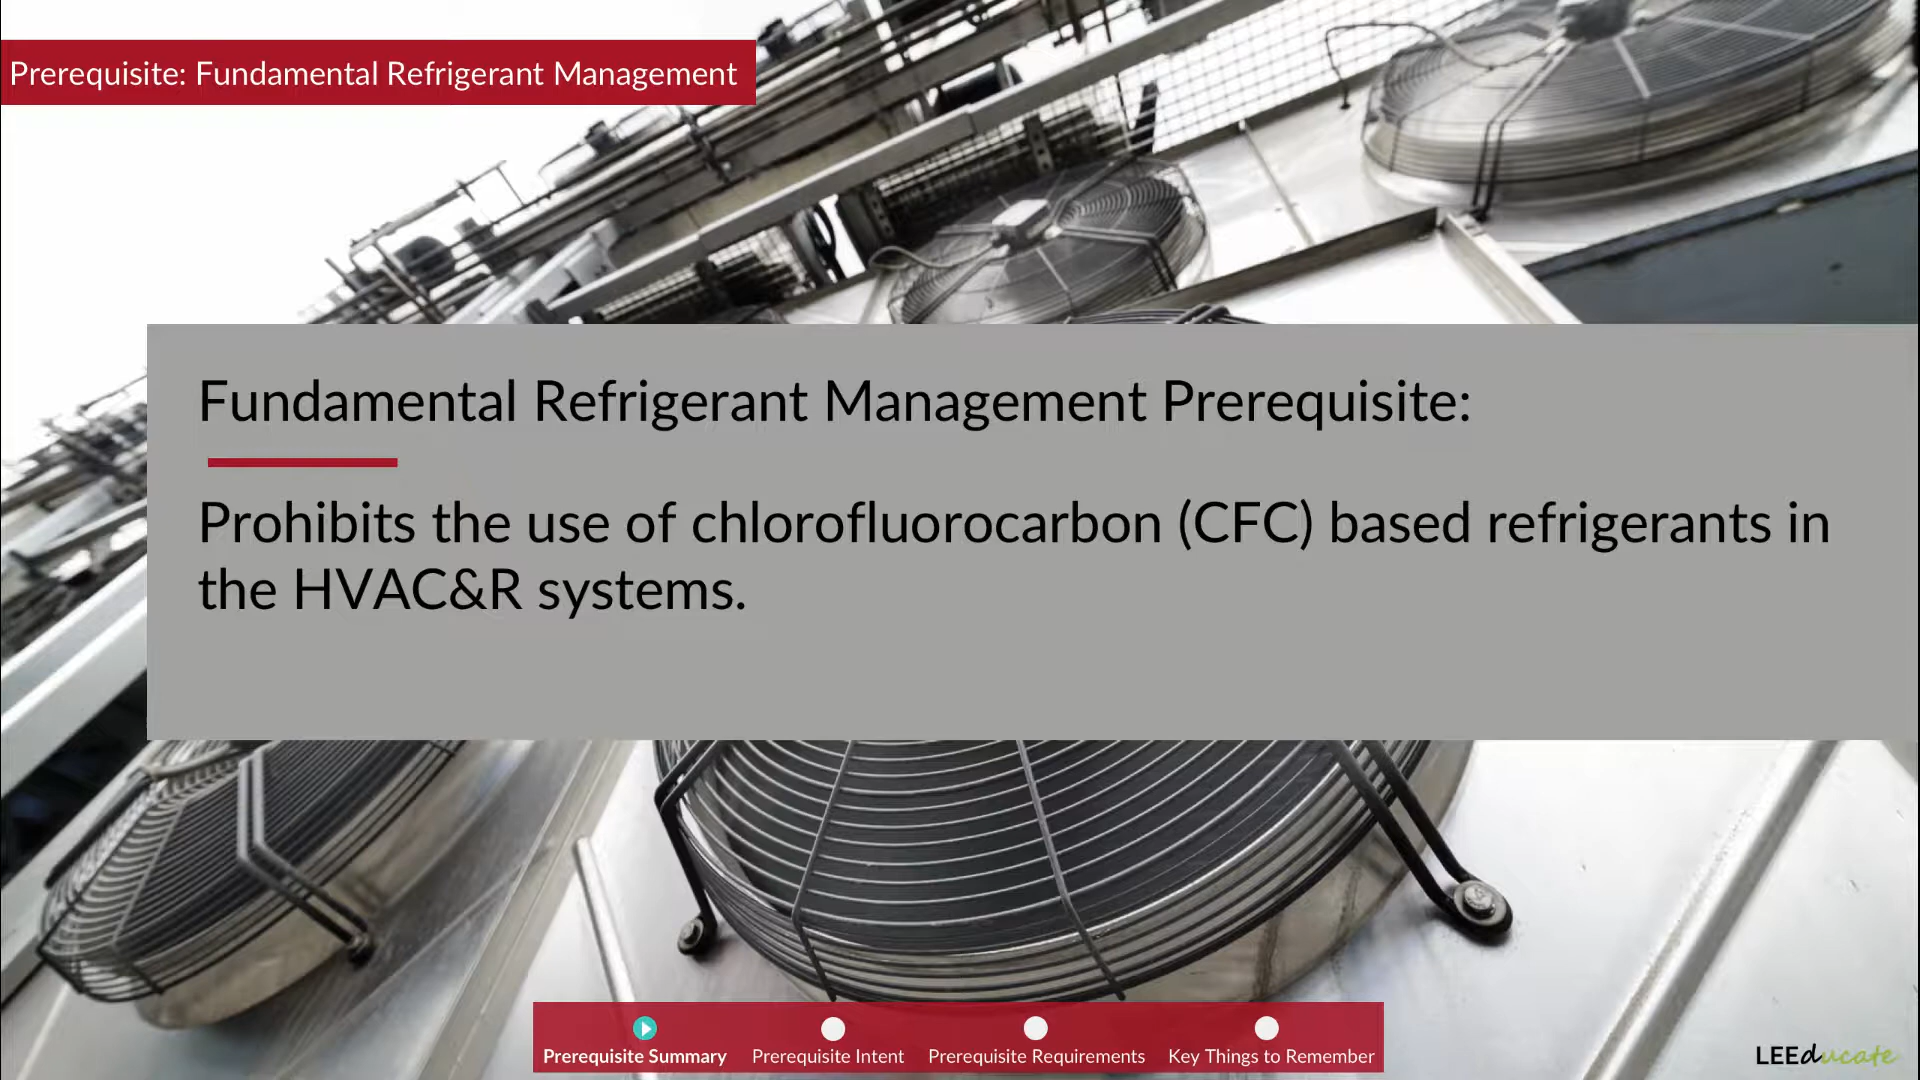 Prerequisite: Fundamental Refrigerant Management
Fundamental Refrigerant Management Prerequisite:
Prohibits the use of chlorofluorocarbon (CFC) based refrigerants in
the HVAC&R systems.
Prerequisite Summary
Prerequisite Intent
Prerequisite Requirements
Key Things to Remember
LEEducate